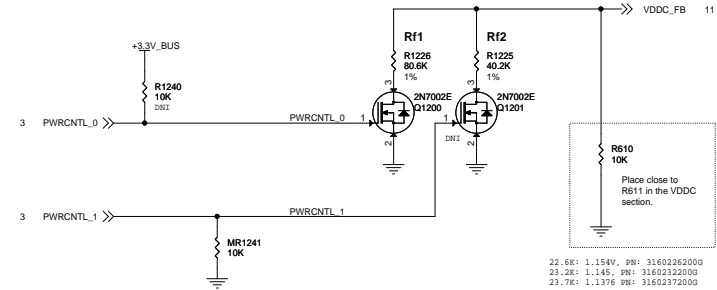 VDDC_FB 11
Rf1 Rf2
+3.3V_BUS
R1226
80.6K
1%
R1225
40.2K
1%
3
3
R1240
10K
DNI
2N7002E
Q1200
2N7002E
Q1201
3 PWRCNTL_0
PWRCNTL_0
1
1
DNI
2
2
R610
10K
Place close to
R611 in the VDDC
section.
3 PWRCNTL_1
PWRCNTL_1
MR1241
10K
22.6K: 1.154V, PN: 3160226200G
23.2K: 1.145, PN: 3160232200G
23.7K: 1.1376 PN: 3160237200G